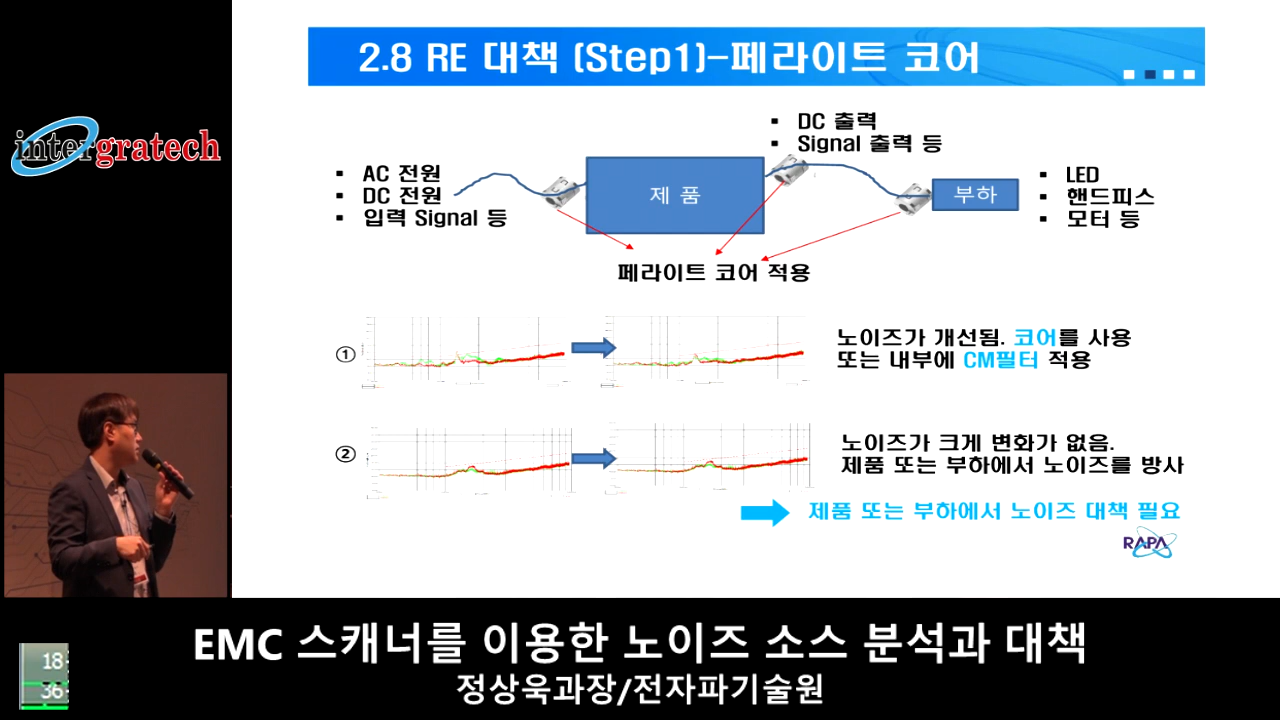 2.8 RE 대책 (Step1)-페라이트 코어
intergratech
▪ DC 출력
▪ Signal 출력 등
▪ AC 전원
▪ DC 전원
▪ 입력 Signal 등
제 품
부하
▪ LED
▪ 핸드피스
▪ 모터 등
페라이트 코어 적용
①
노이즈가 개선됨. 코어를 사용
또는 내부에 CM필터 적용
②
노이즈가 크게 변화가 없음.
제품 또는 부하에서 노이즈를 방사
제품 또는 부하에서 노이즈 대책 필요
RAPA
EMC 스캐너를 이용한 노이즈 소스 분석과 대책
정상욱과장/전자파기술원
18
36